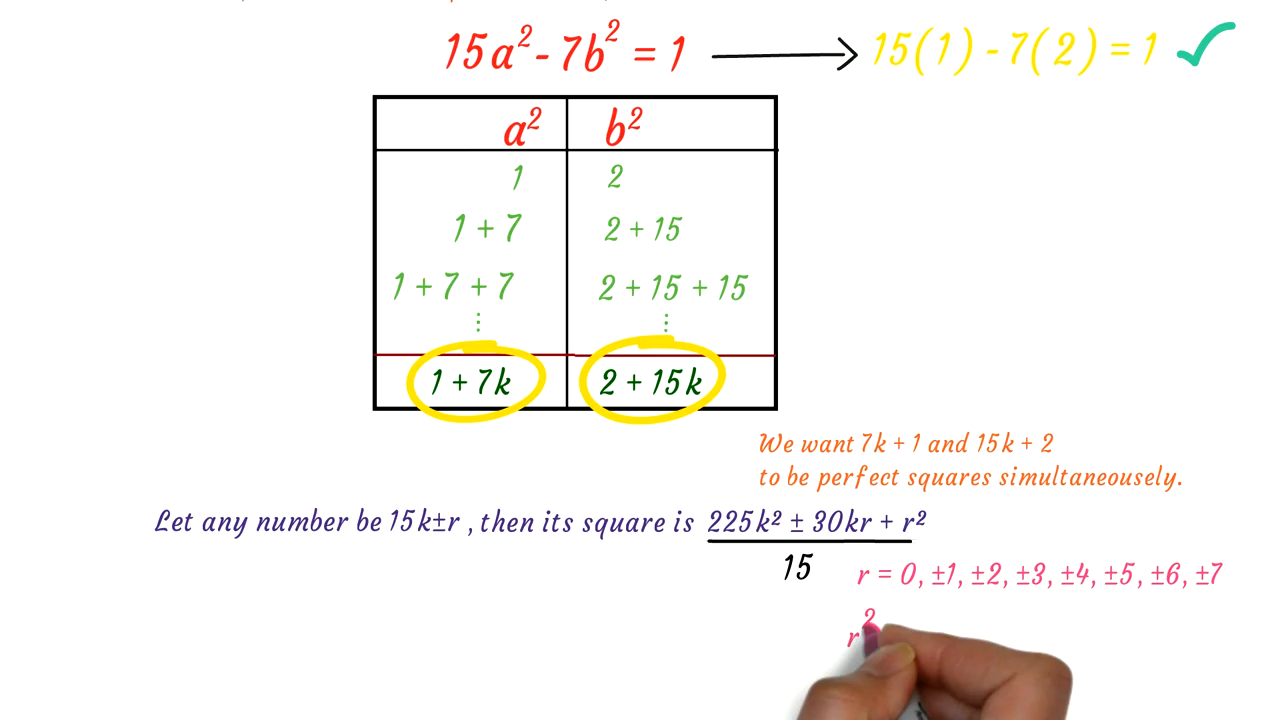 15a² - 7b² = 1 ⟶ 15(1) - 7(2) = 1 ✓
a² b²
1 2
1 + 7 2 + 15
1 + 7 + 7 2 + 15 + 15
⋮ ⋮
1 + 7k 2 + 15k
We want 7k + 1 and 15k + 2
to be perfect squares simultaneousely.
Let any number be 15k±r , then its square is 225k² ± 30kr + r²
15
r = 0, ±1, ±2, ±3, ±4, ±5, ±6, ±7
r²